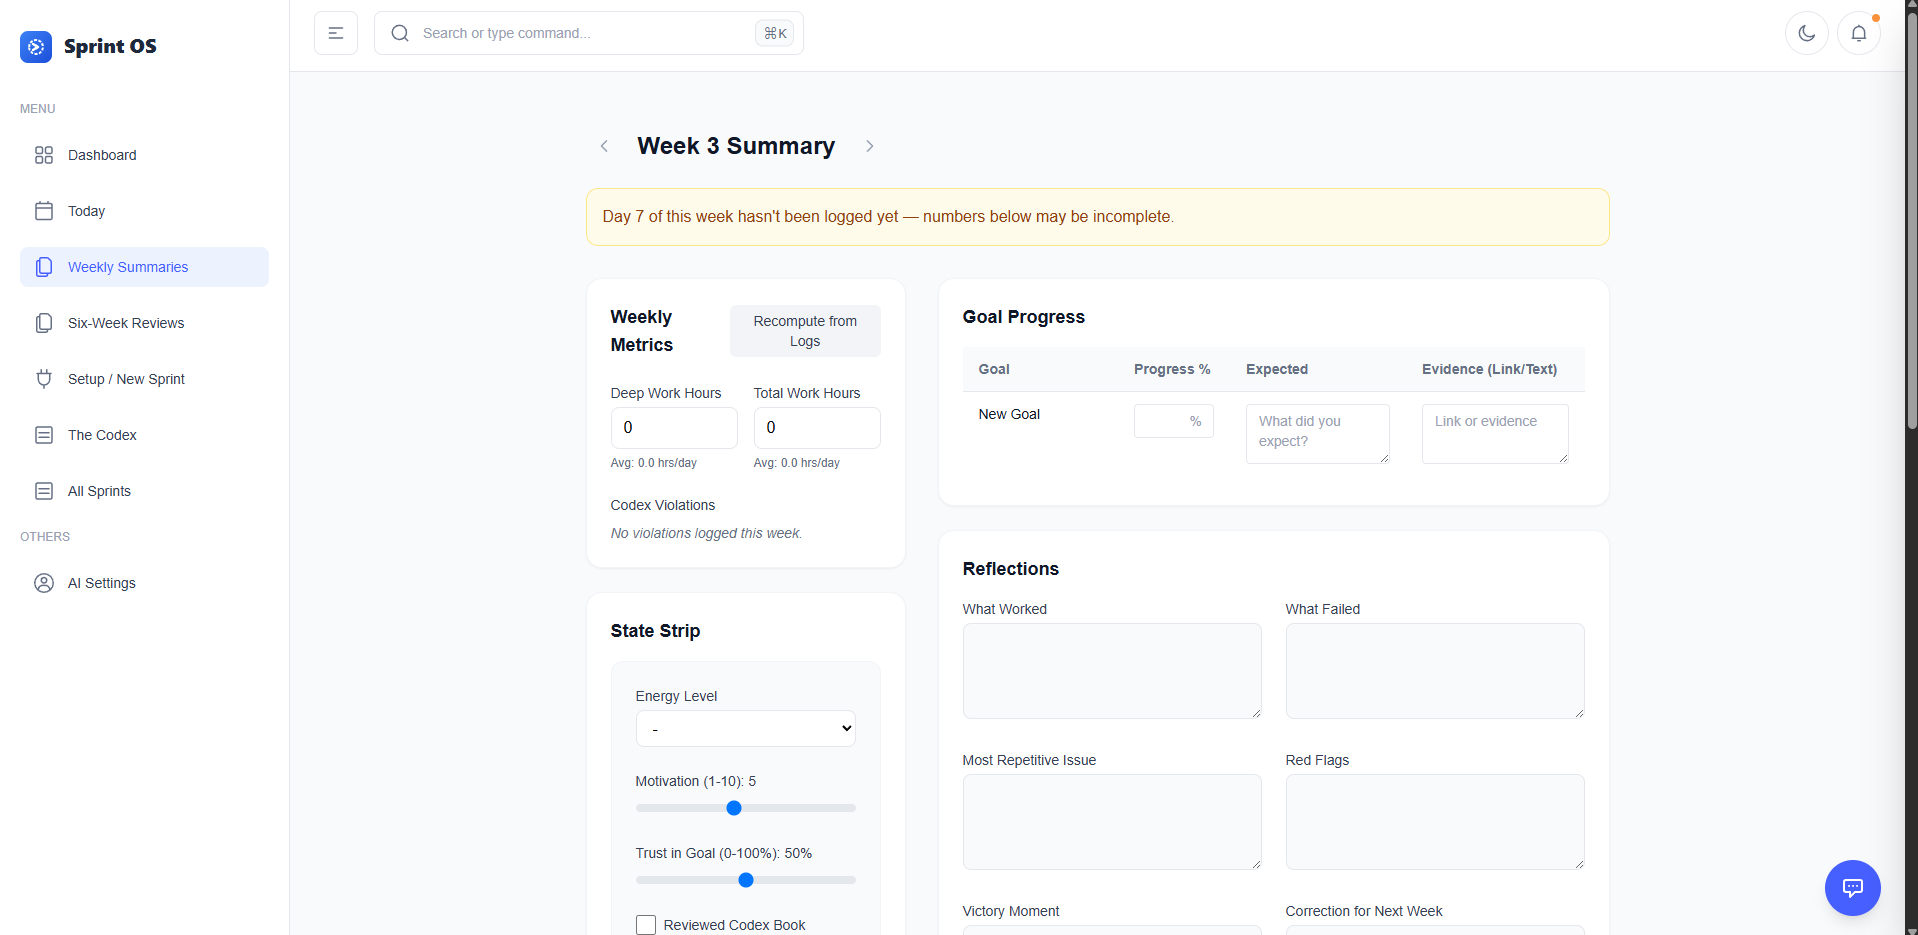 Sprint OS
MENU
Dashboard
Today
Weekly Summaries
Six-Week Reviews
Setup / New Sprint
The Codex
All Sprints
OTHERS
AI Settings
Search or type command...
⌘K
Week 3 Summary
Day 7 of this week hasn't been logged yet — numbers below may be incomplete.
Weekly
Metrics
Recompute from
Logs
Deep Work Hours
Total Work Hours
0
0
Avg: 0.0 hrs/day
Avg: 0.0 hrs/day
Codex Violations
No violations logged this week.
State Strip
Energy Level
-
Motivation (1-10): 5
Trust in Goal (0-100%): 50%
Reviewed Codex Book
Goal Progress
Goal
Progress %
Expected
Evidence (Link/Text)
New Goal
%
What did you
expect?
Link or evidence
Reflections
What Worked
What Failed
Most Repetitive Issue
Red Flags
Victory Moment
Correction for Next Week